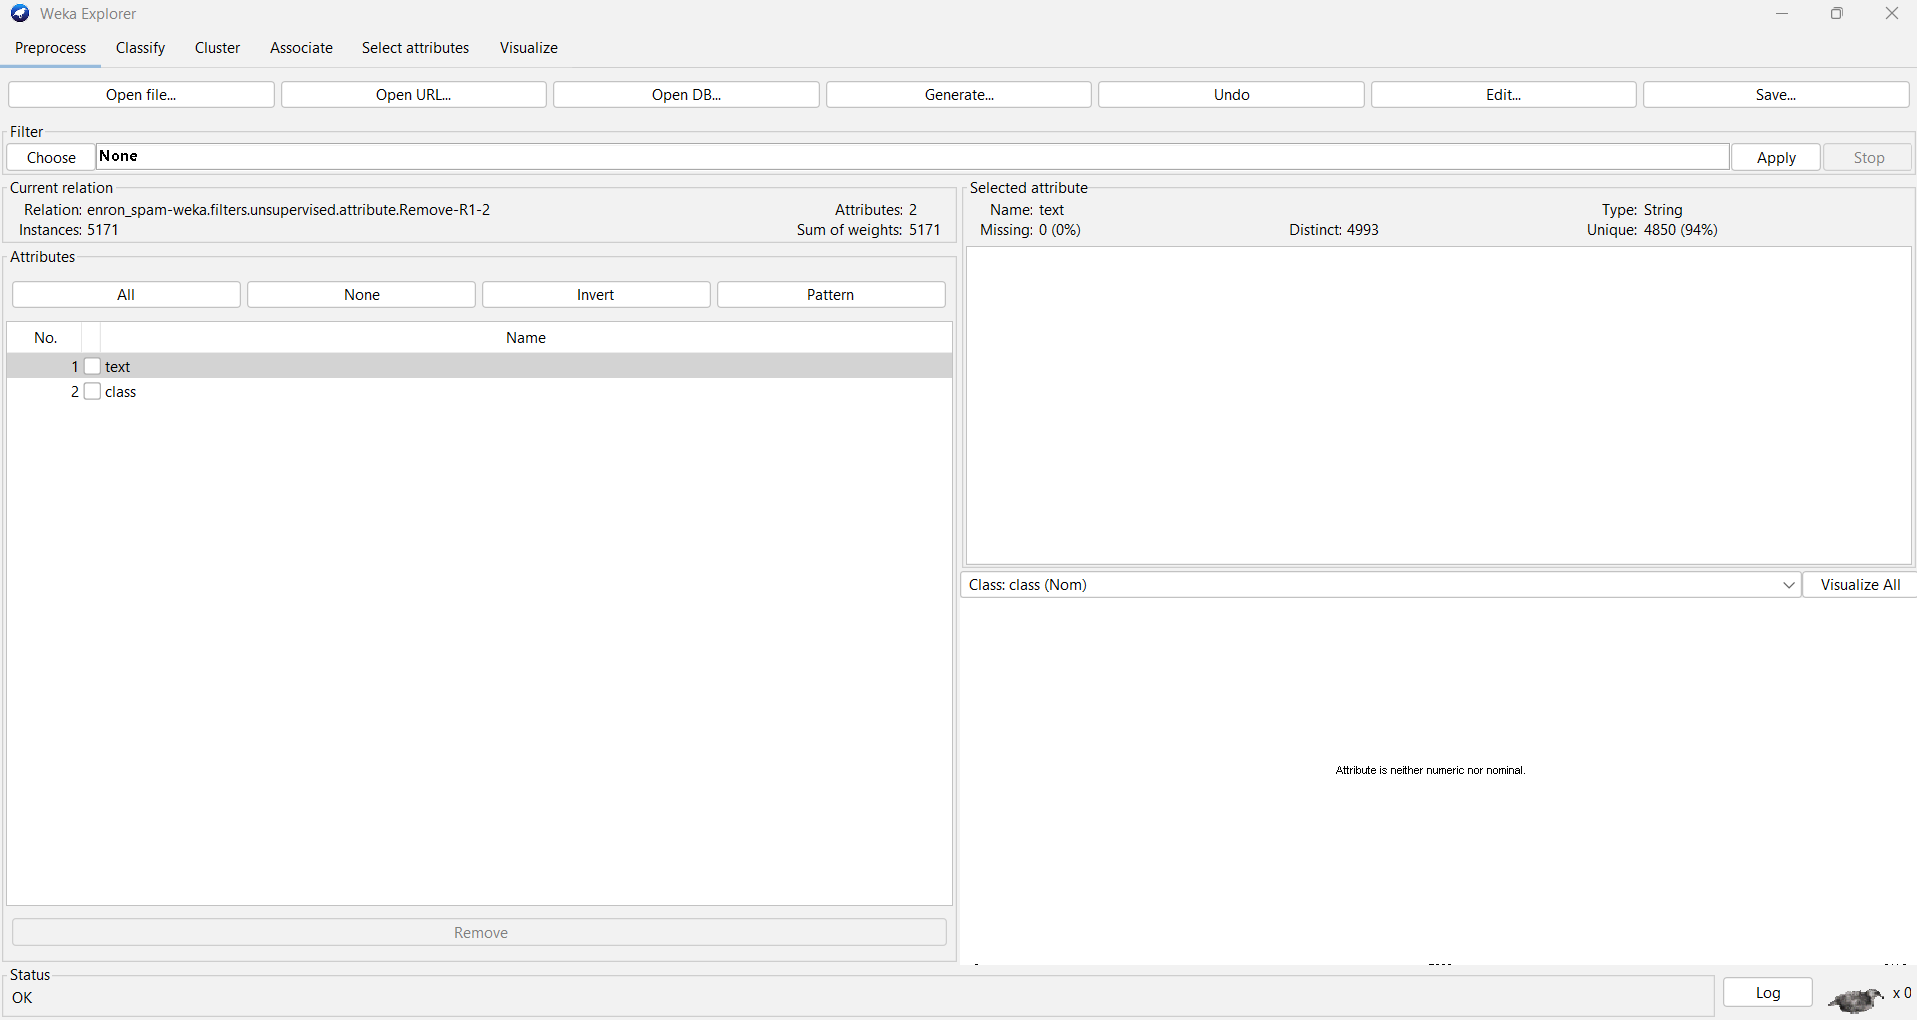 Weka Explorer
Preprocess Classify Cluster Associate Select attributes Visualize
Open file... Open URL... Open DB... Generate... Undo Edit... Save...
Filter
Choose None Apply Stop
Current relation
Relation: enron_spam-weka.filters.unsupervised.attribute.Remove-R1-2 Attributes: 2
Instances: 5171 Sum of weights: 5171
Attributes
All None Invert Pattern
No. Name
1 text
2 class
Remove
Selected attribute
Name: text Type: String
Missing: 0 (0%) Distinct: 4993 Unique: 4850 (94%)
Class: class (Nom) Visualize All
Attribute is neither numeric nor nominal.
Status
OK
Log x 0